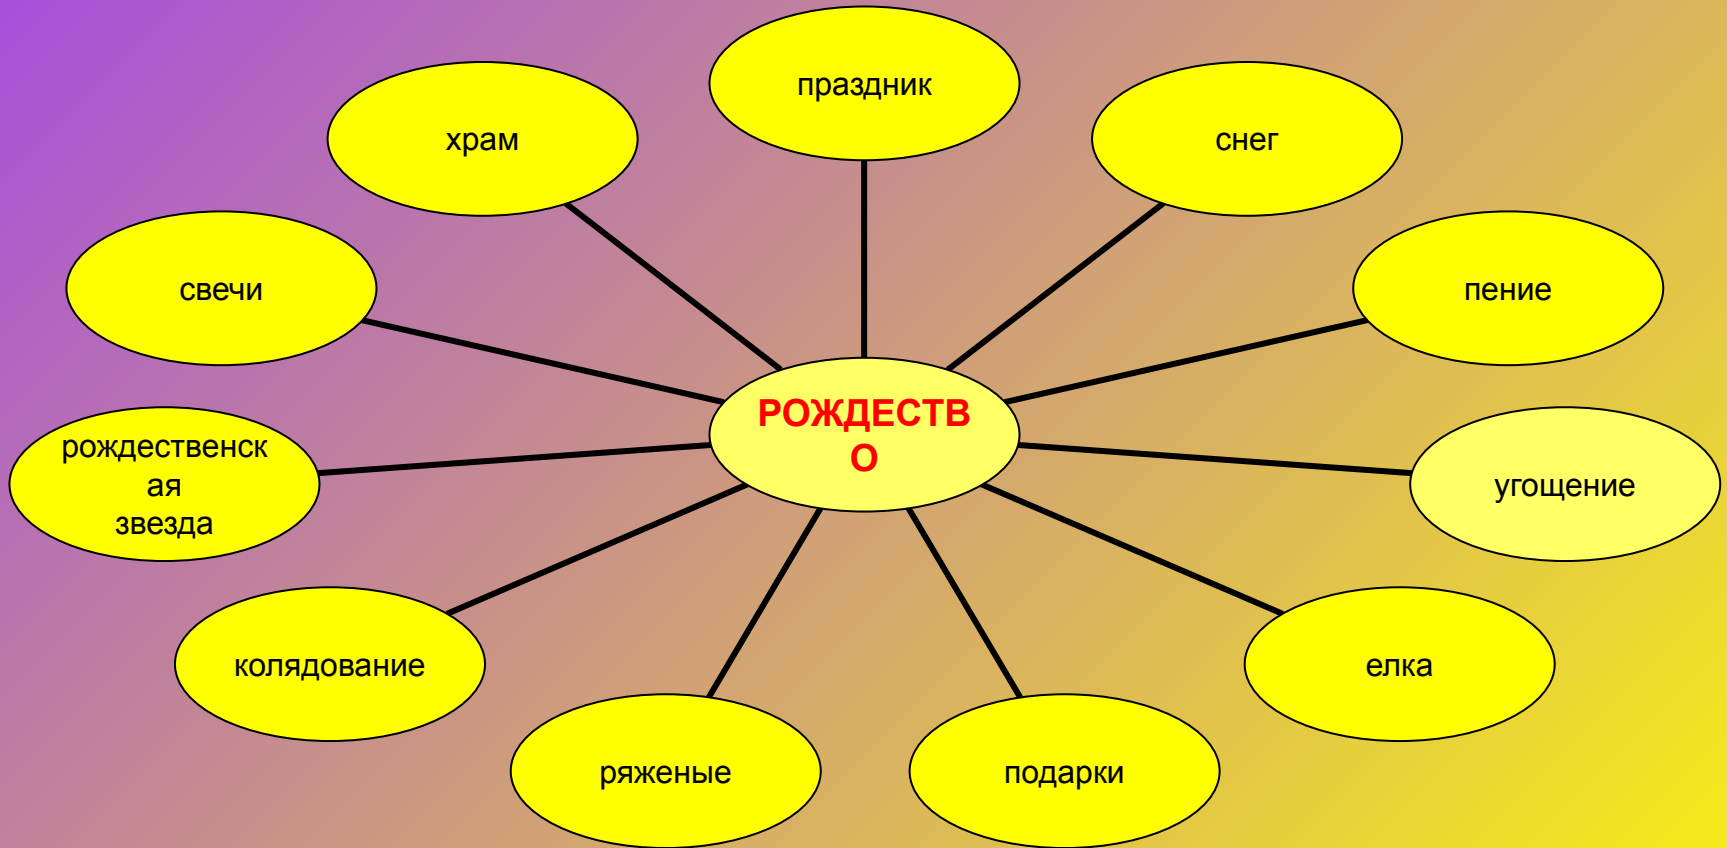 праздник
храм
снег
свечи
пение
РОЖДЕСТВ
О
рождественск
ая
звезда
угощение
колядование
елка
ряженые
подарки